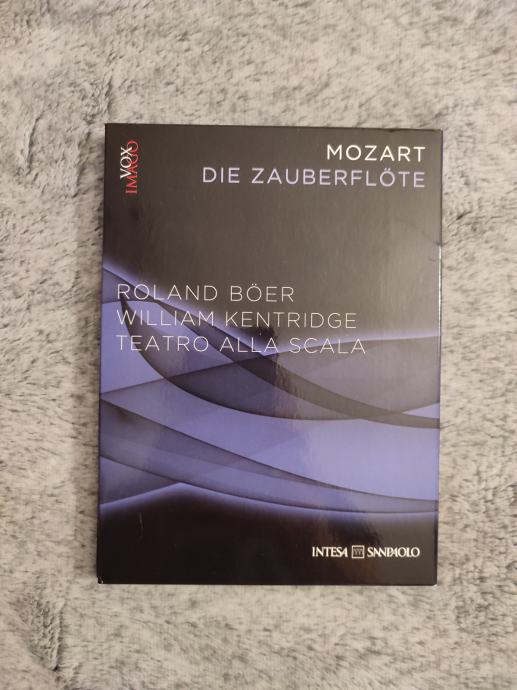 VOX
IMAGO
MOZART
DIE ZAUBERFLÖTE
ROLAND BÖER
WILLIAM KENTRIDGE
TEATRO ALLA SCALA
INTESA SANPAOLO